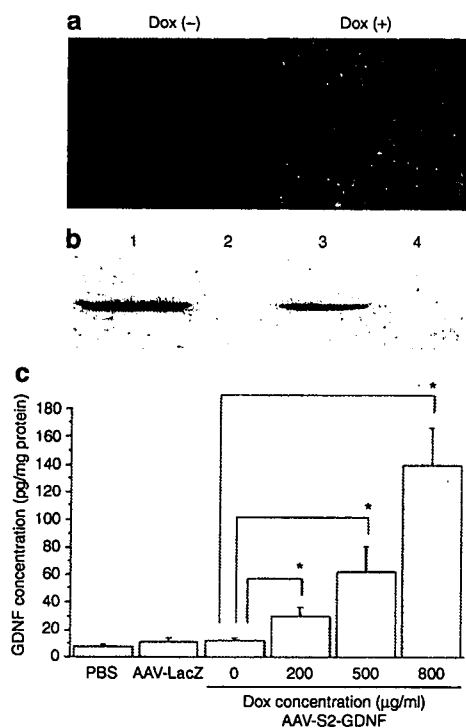 a
Dox (–) Dox (+)
b
1 2 3 4
c
GDNF concentration (pg/mg protein)
180
160
140
120
100
80
60
40
20
0
*
*
*
PBS AAV-LacZ 0 200 500 800
Dox concentration (µg/ml)
AAV-S2-GDNF